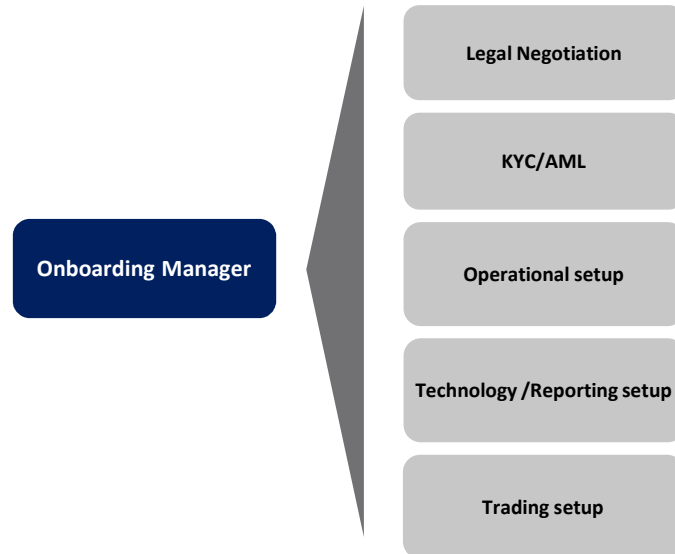 Legal Negotiation
KYC/AML
Onboarding Manager
Operational setup
Technology /Reporting setup
Trading setup